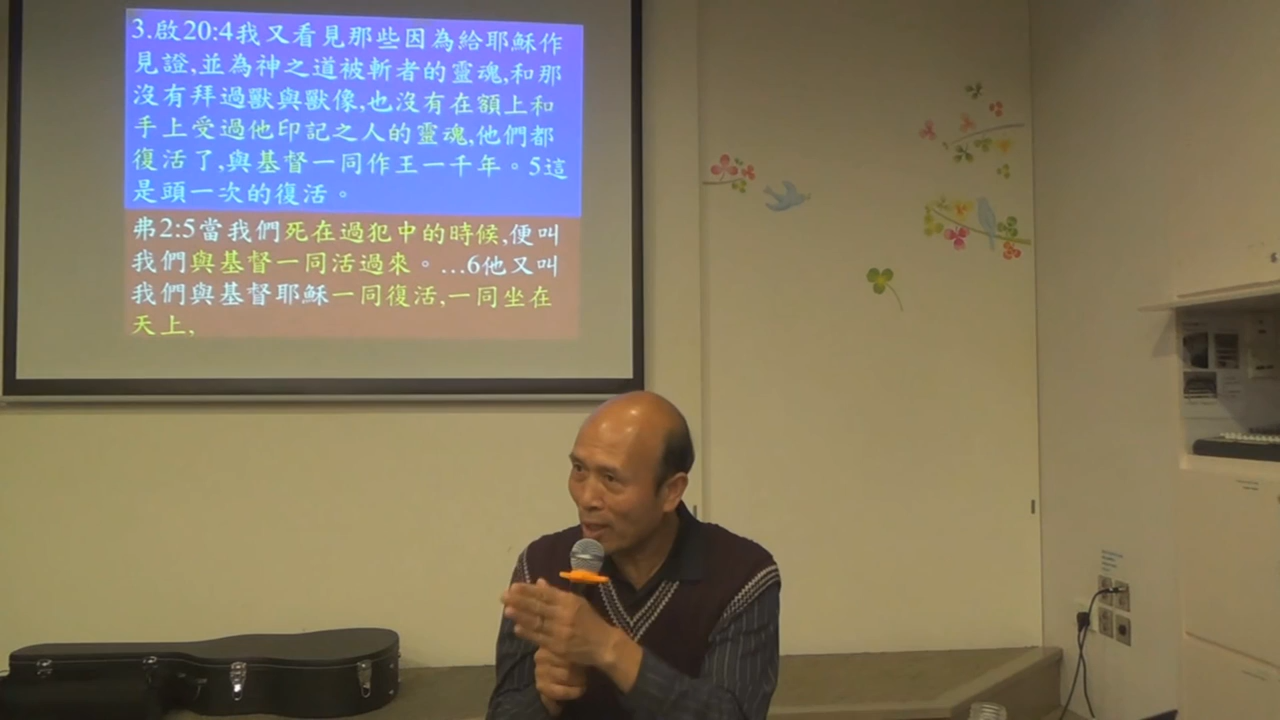 3.啟20:4我又看見那些因為給耶穌作
見證,並為神之道被斬者的靈魂,和那
沒有拜過獸與獸像,也沒有在額上和
手上受過他印記之人的靈魂,他們都
復活了,與基督一同作王一千年。5這
是頭一次的復活。
弗2:5當我們死在過犯中的時候,便叫
我們與基督一同活過來。…6他又叫
我們與基督耶穌一同復活,一同坐在
天上,